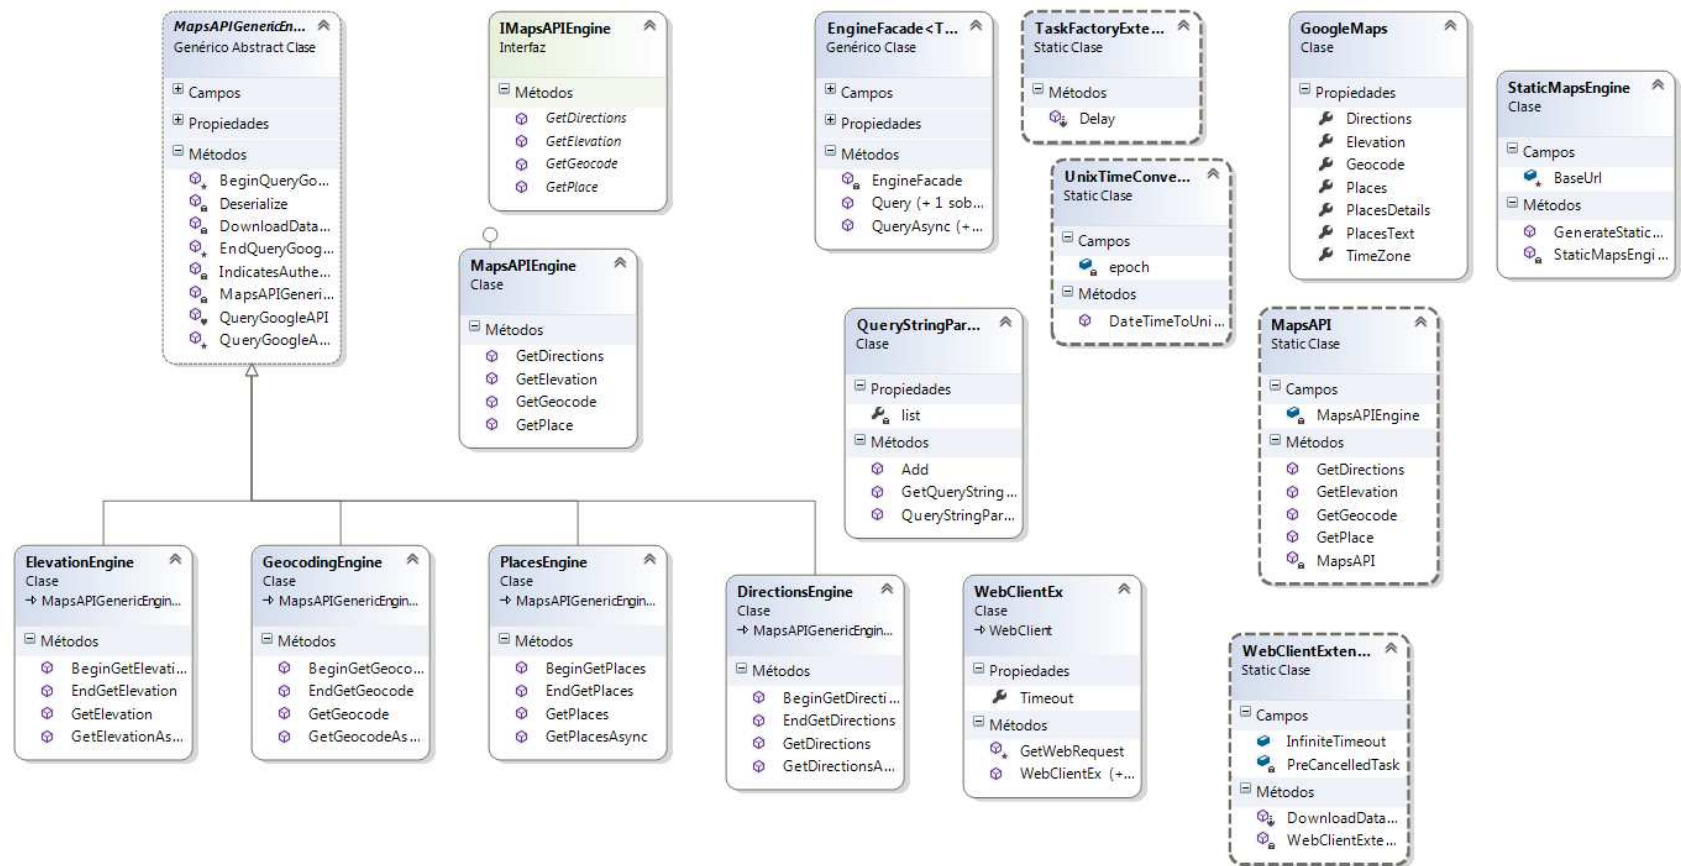 MapsAPIGenericEn...
Genérico Abstract Clase
Campos
Propiedades
Métodos
BeginQueryGo...
Deserialize
DownloadData...
EndQueryGoog...
IndicatesAuthe...
MapsAPIGeneri...
QueryGoogleAPI
QueryGoogleA...
IMapsAPIEngine
Interfaz
Métodos
GetDirections
GetElevation
GetGeocode
GetPlace
MapsAPIEngine
Clase
Métodos
GetDirections
GetElevation
GetGeocode
GetPlace
EngineFacade<T...
Genérico Clase
Campos
Propiedades
Métodos
EngineFacade
Query (+ 1 sob...
QueryAsync (+...
TaskFactoryExte...
Static Clase
Métodos
Delay
UnixTimeConve...
Static Clase
Campos
epoch
Métodos
DateTimeToUni...
GoogleMaps
Clase
Propiedades
Directions
Elevation
Geocode
Places
PlacesDetails
PlacesText
TimeZone
StaticMapsEngine
Clase
Campos
BaseUrl
Métodos
GenerateStatic...
StaticMapsEngi...
QueryStringPar...
Clase
Propiedades
list
Métodos
Add
GetQueryString...
QueryStringPar...
MapsAPI
Static Clase
Campos
MapsAPIEngine
Métodos
GetDirections
GetElevation
GetGeocode
GetPlace
MapsAPI
ElevationEngine
Clase
MapsAPIGenericEngin...
Métodos
BeginGetElevati...
EndGetElevation
GetElevation
GetElevationAs...
GeocodingEngine
Clase
MapsAPIGenericEngin...
Métodos
BeginGetGeoco...
EndGetGeocode
GetGeocode
GetGeocodeAs...
PlacesEngine
Clase
MapsAPIGenericEngin...
Métodos
BeginGetPlaces
EndGetPlaces
GetPlaces
GetPlacesAsync
DirectionsEngine
Clase
MapsAPIGenericEngin...
Métodos
BeginGetDirecti...
EndGetDirections
GetDirections
GetDirectionsA...
WebClientEx
Clase
WebClient
Propiedades
Timeout
Métodos
GetWebRequest
WebClientEx (+...
WebClientExten...
Static Clase
Campos
InfiniteTimeout
PreCancelledTask
Métodos
DownloadData...
WebClientExte...